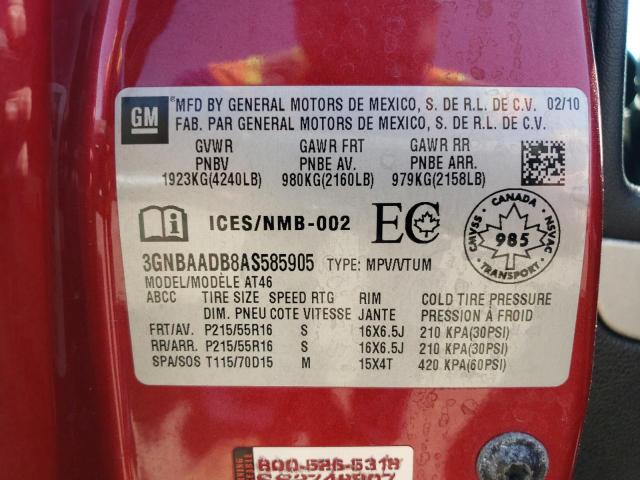 GM
MFD BY GENERAL MOTORS DE MEXICO, S. DE R.L. DE C.V. 02/10
FAB. PAR GENERAL MOTORS DE MEXICO, S. DE R.L. DE C.V.
GVWR GAWR FRT GAWR RR
PNBV PNBE AV. PNBE ARR.
1923KG(4240LB) 980KG(2160LB) 979KG(2158LB)
i ICES/NMB-002 EC
CANADA
CMVSS 985 NSVAC
TRANSPORT
3GNBAADB8AS585905 TYPE: MPV/VTUM
MODEL/MODÈLE AT46
ABCC TIRE SIZE SPEED RTG RIM COLD TIRE PRESSURE
DIM. PNEU COTE VITESSE JANTE PRESSION À FROID
FRT/AV. P215/55R16 S 16X6.5J 210 KPA(30PSI)
RR/ARR. P215/55R16 S 16X6.5J 210 KPA(30PSI)
SPA/SOS T115/70D15 M 15X4T 420 KPA(60PSI)
WARNING
800-526-5318